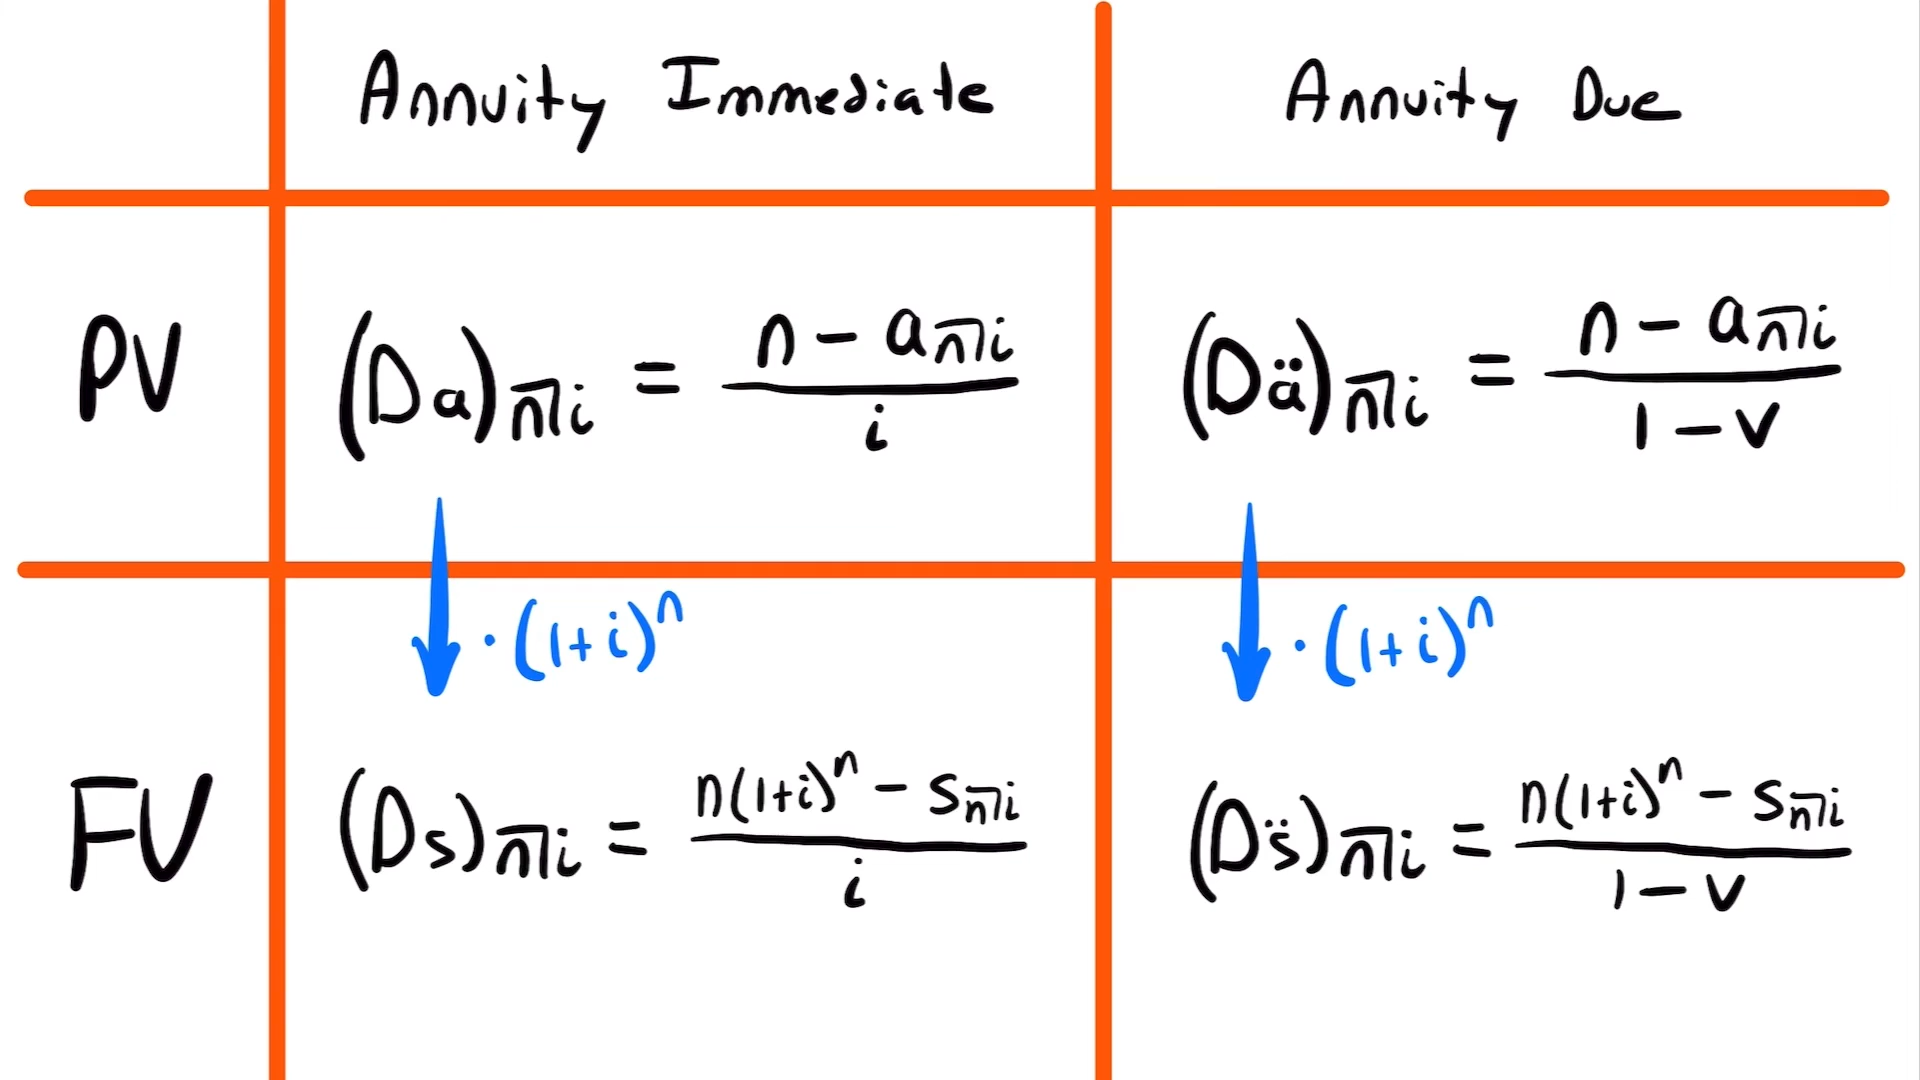 Annuity Immediate
Annuity Due
PV
(Da)n̅|i = n - an̅|i / i
(Dä)n̅|i = n - an̅|i / 1 - v
· (1+i)^n
· (1+i)^n
FV
(Ds)n̅|i = n(1+i)^n - sn̅|i / i
(Ds̈)n̅|i = n(1+i)^n - sn̅|i / 1 - v